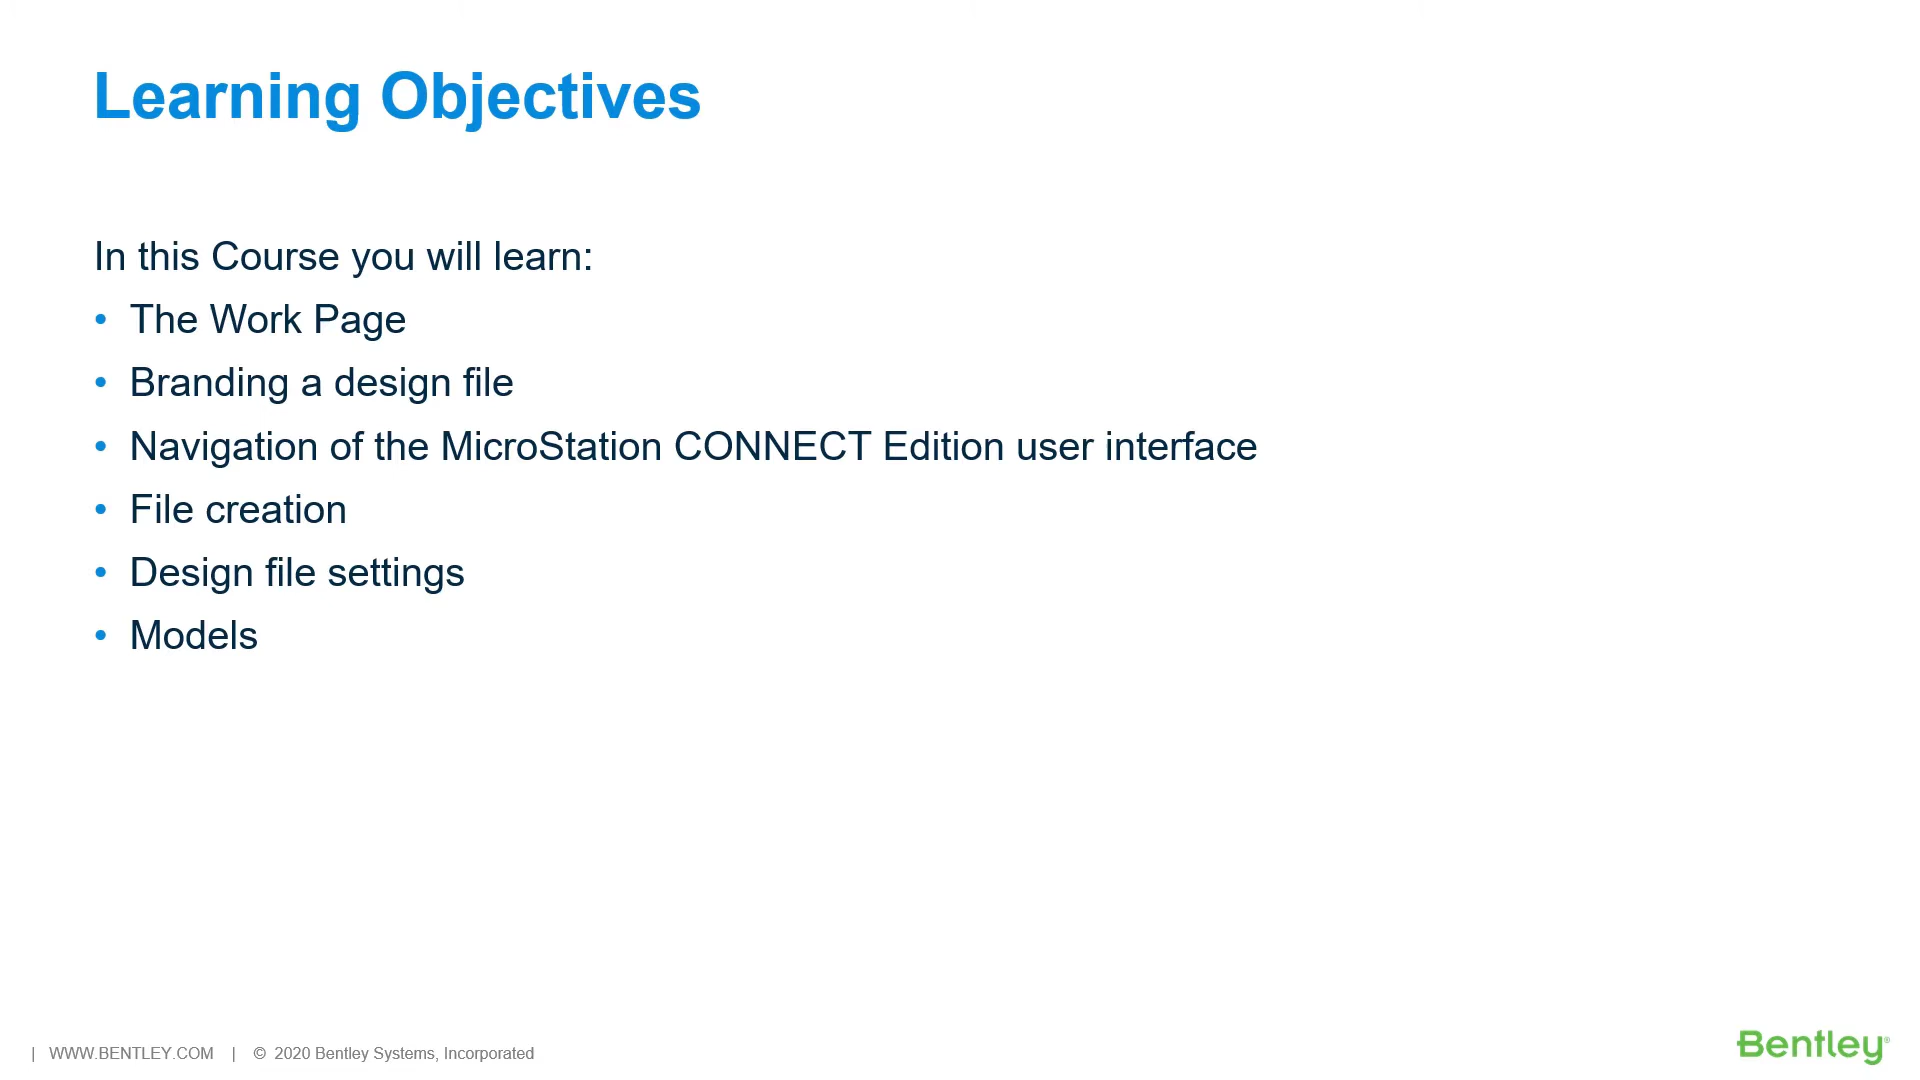 Learning Objectives
In this Course you will learn:
• The Work Page
• Branding a design file
• Navigation of the MicroStation CONNECT Edition user interface
• File creation
• Design file settings
• Models
| WWW.BENTLEY.COM | © 2020 Bentley Systems, Incorporated
Bentley®